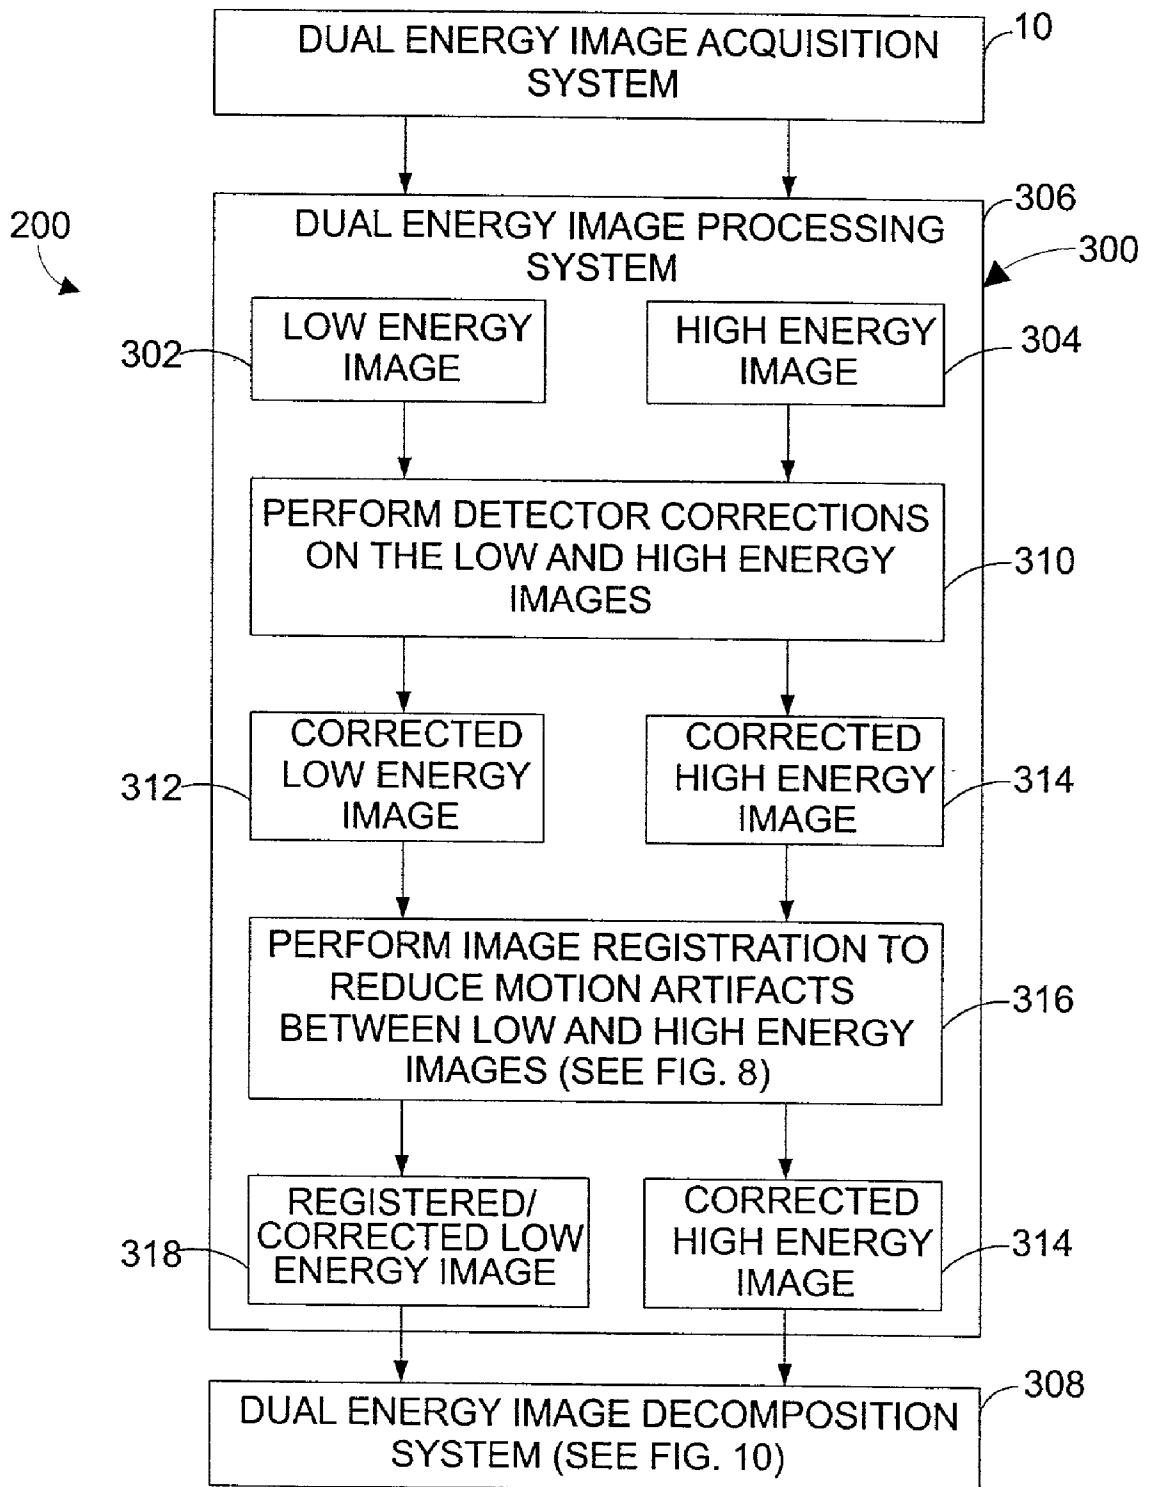 DUAL ENERGY IMAGE ACQUISITION
SYSTEM
10
306
200
DUAL ENERGY IMAGE PROCESSING
SYSTEM
300
302
LOW ENERGY
IMAGE
HIGH ENERGY
IMAGE
304
PERFORM DETECTOR CORRECTIONS
ON THE LOW AND HIGH ENERGY
IMAGES
310
312
CORRECTED
LOW ENERGY
IMAGE
CORRECTED
HIGH ENERGY
IMAGE
314
PERFORM IMAGE REGISTRATION TO
REDUCE MOTION ARTIFACTS
BETWEEN LOW AND HIGH ENERGY
IMAGES (SEE FIG. 8)
316
318
REGISTERED/
CORRECTED LOW
ENERGY IMAGE
CORRECTED
HIGH ENERGY
IMAGE
314
308
DUAL ENERGY IMAGE DECOMPOSITION
SYSTEM (SEE FIG. 10)